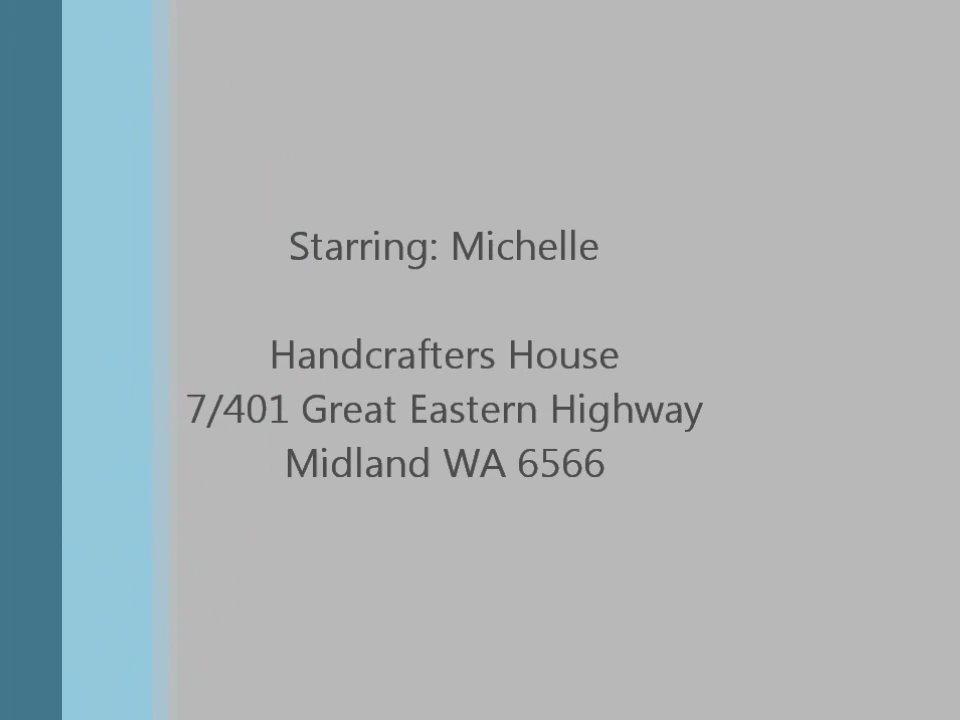 Starring: Michelle
Handcrafters House
7/401 Great Eastern Highway
Midland WA 6566